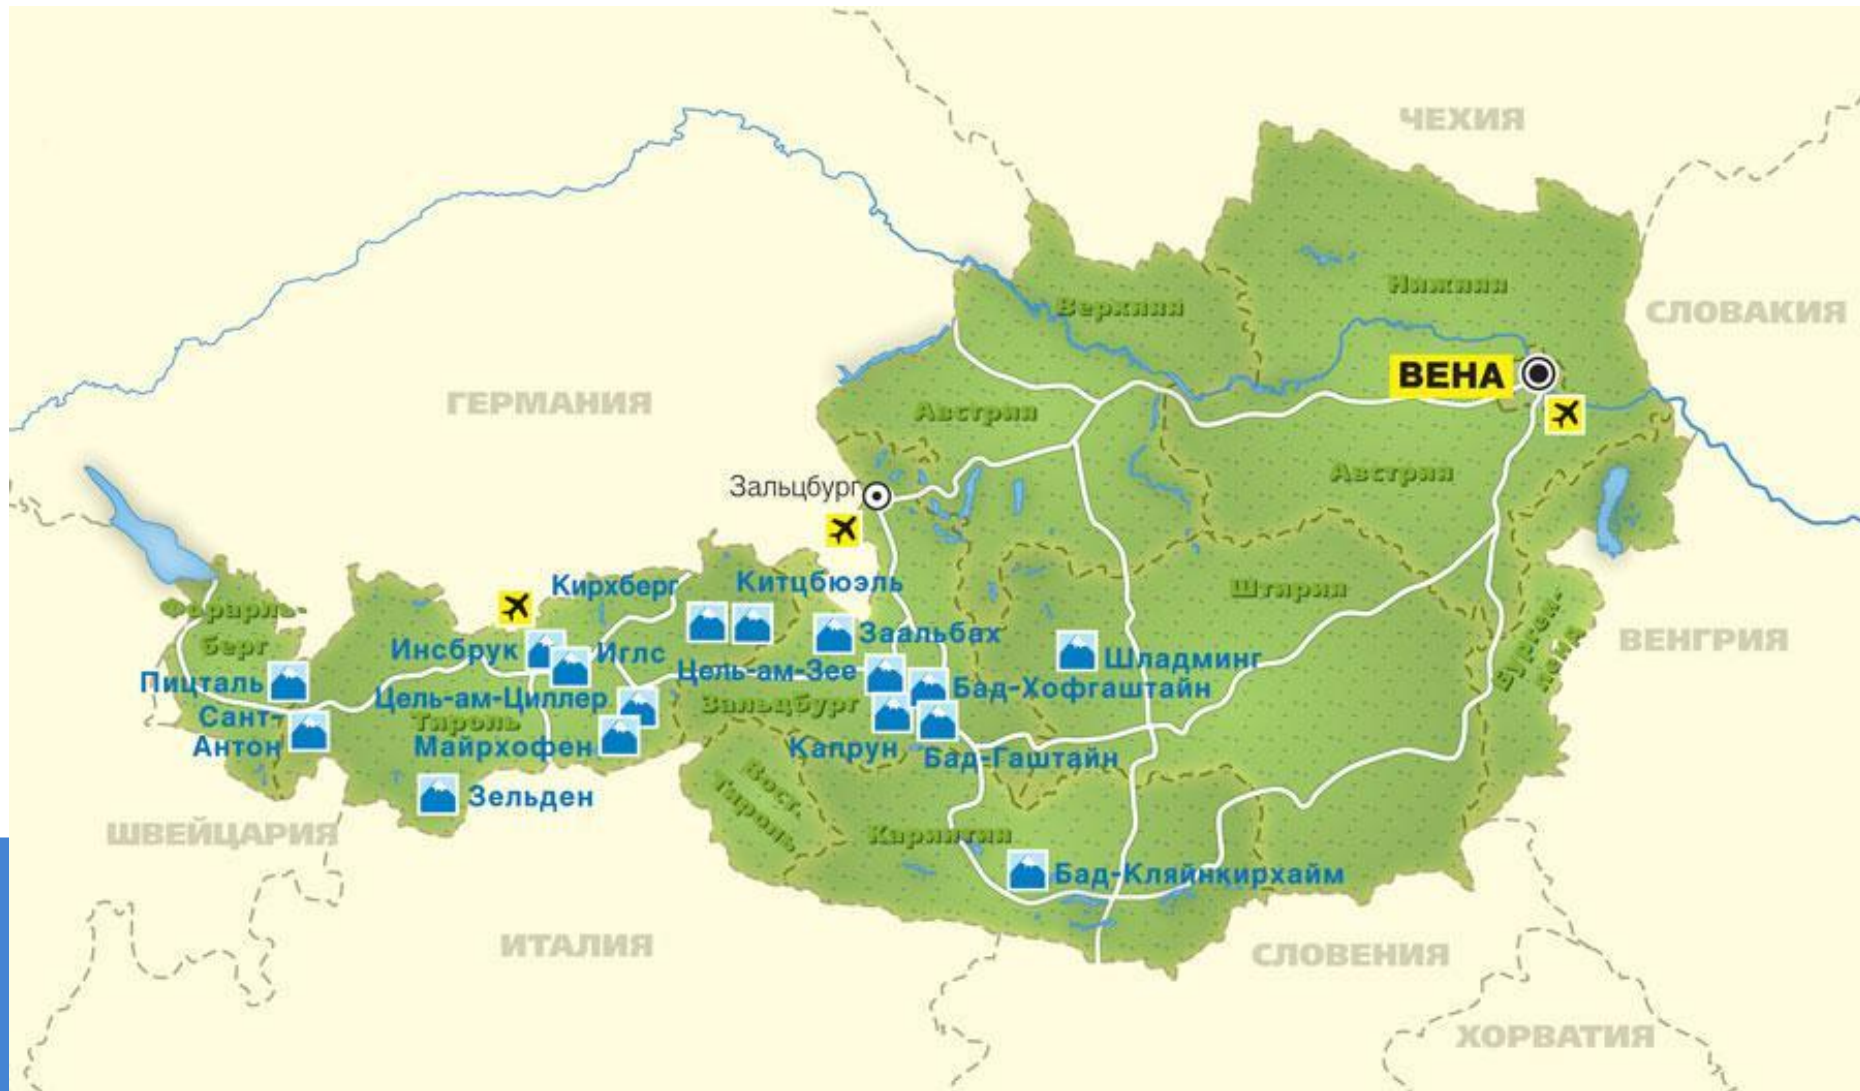 ЧЕХИЯ
Нижняя
Верхняя
СЛОВАКИЯ
ВЕНА
ГЕРМАНИЯ
Австрия
Австрия
Зальцбург
Кирхберг
Китцбюэль
Штирия
Форарль-
берг
Бурген-
ленд
Инсбрук
Иглс
Заальбах
ВЕНГРИЯ
Шладминг
Пицталь
Цель-ам-Зее
Бад-Хофгаштайн
Цель-ам-Циллер
Зальцбург
Сант-
Антон
Тироль
Майрхофен
Капрун
Бад-Гаштайн
Вост.
Тироль
Зельден
ШВЕЙЦАРИЯ
Каринтия
Бад-Кляйнкирхайм
ИТАЛИЯ
СЛОВЕНИЯ
ХОРВАТИЯ